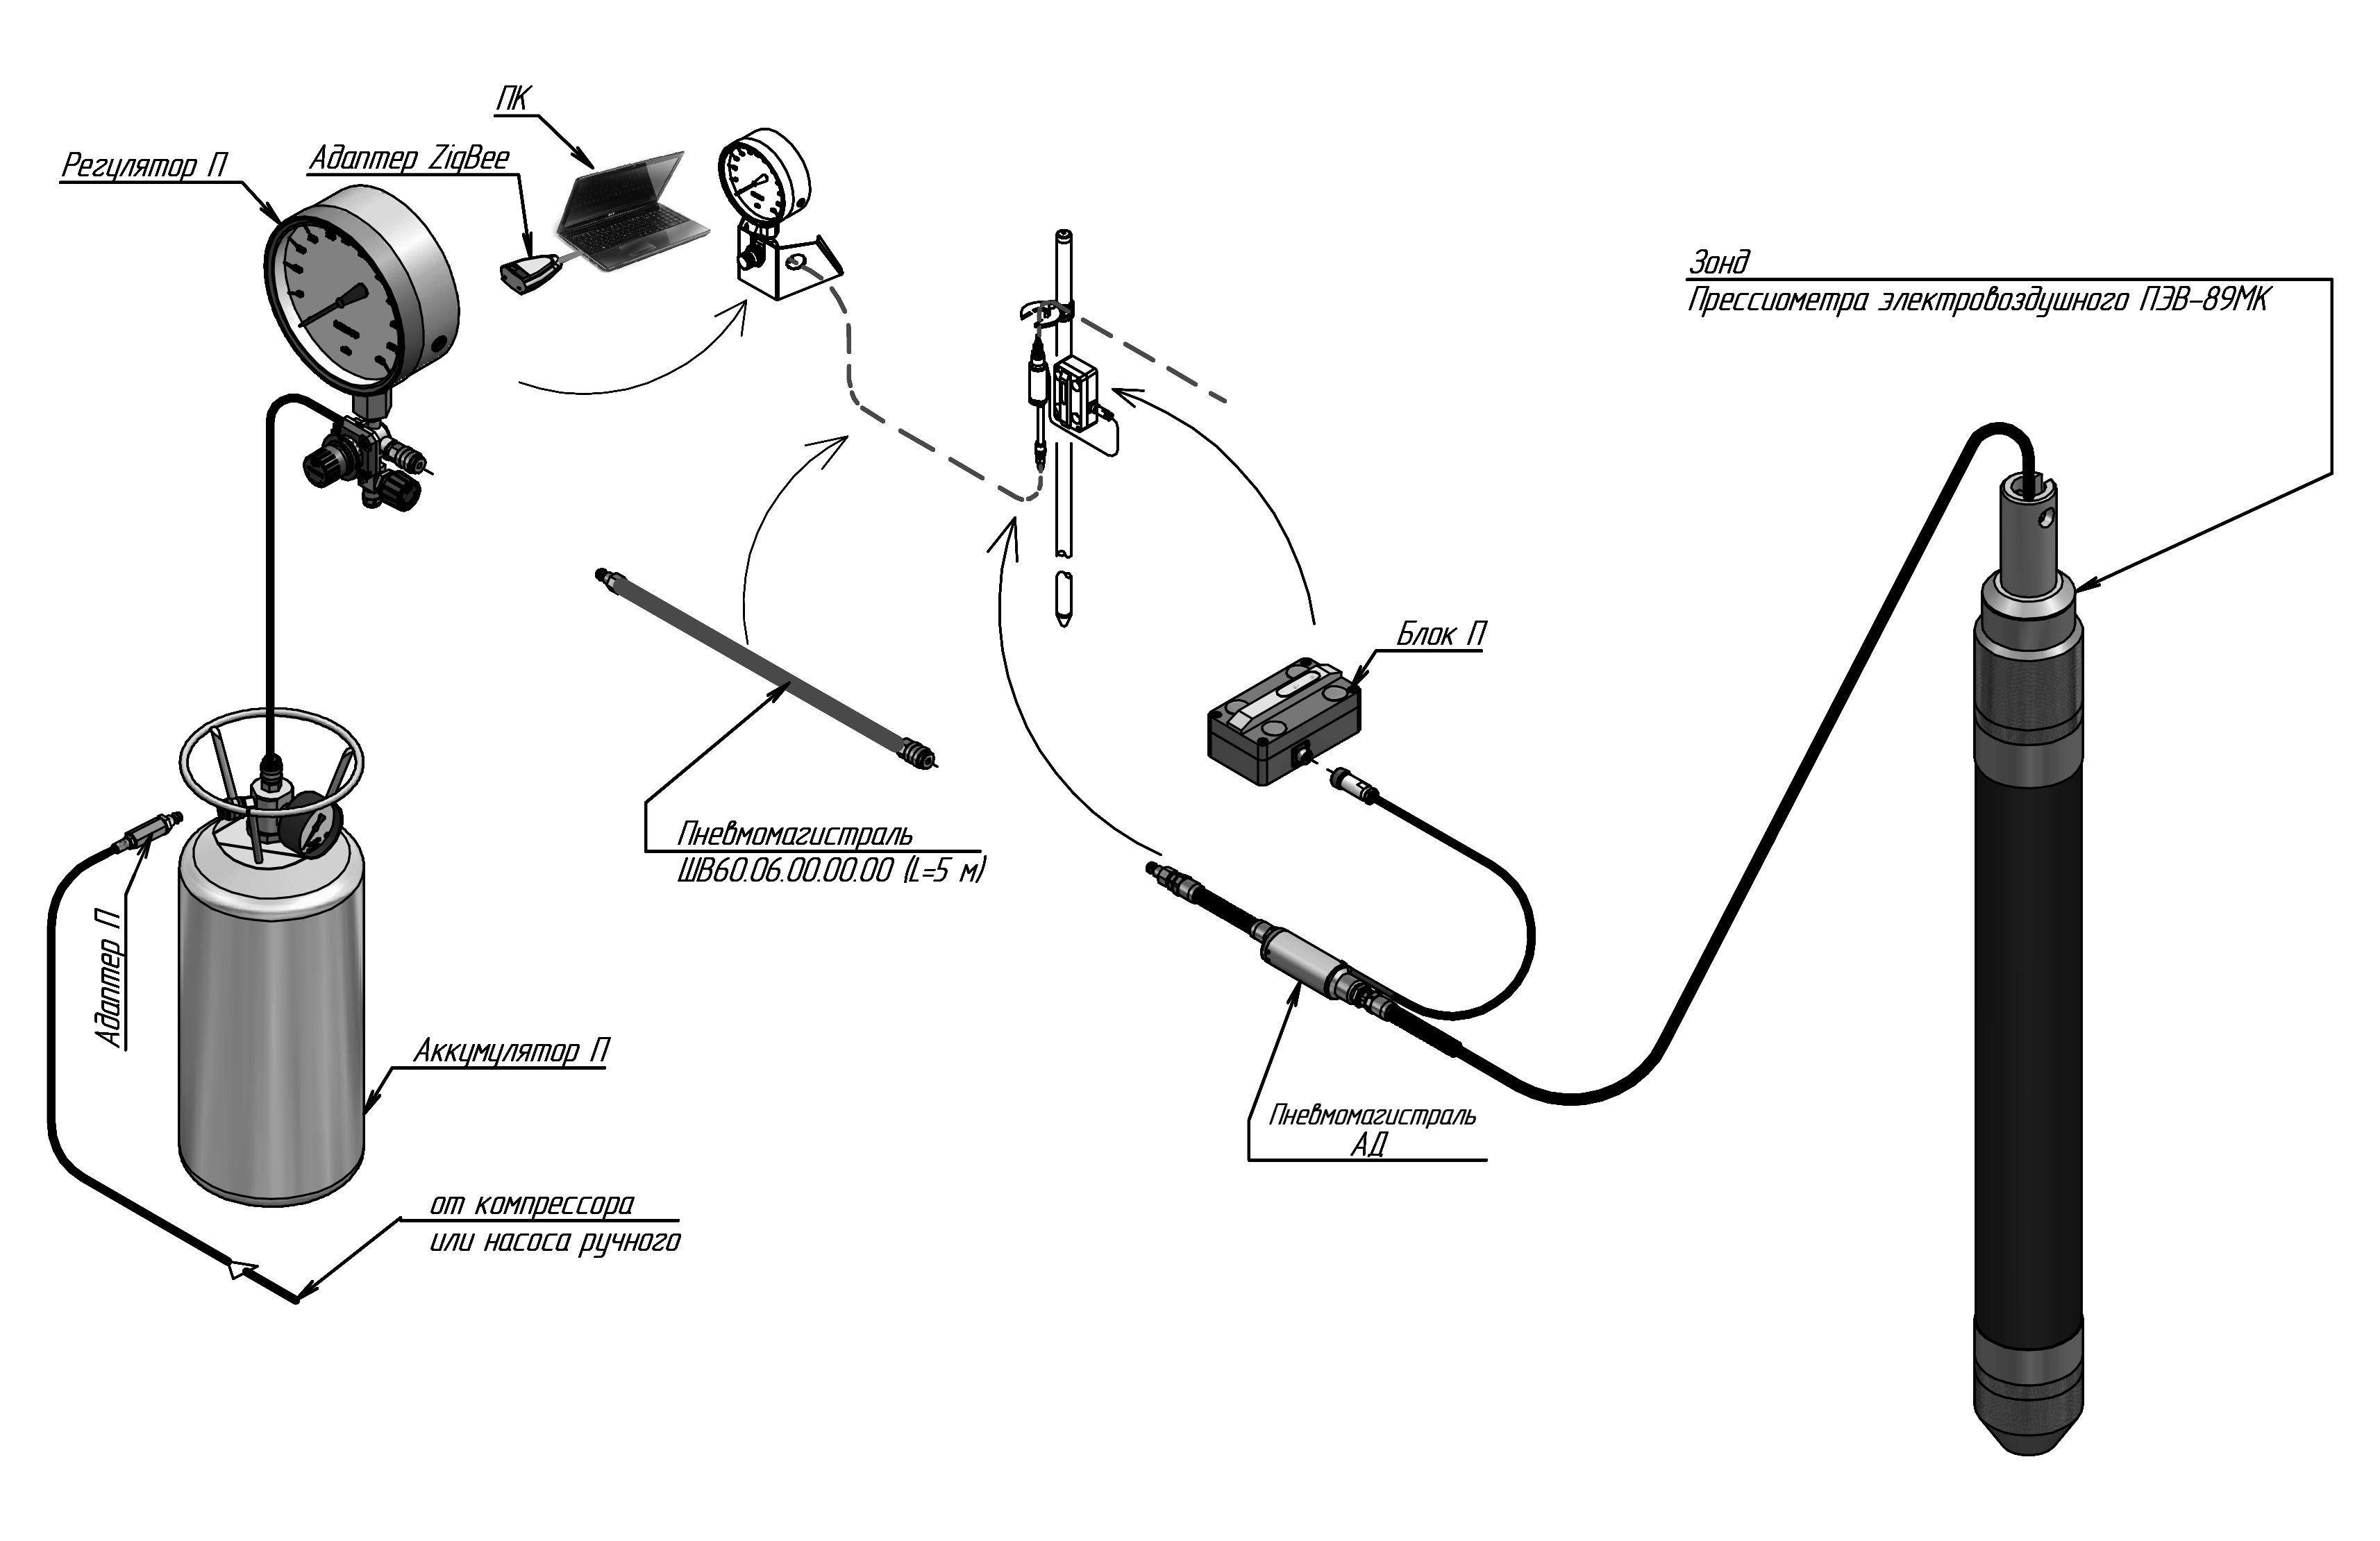 ПК
Адаптер ZigBee
Регулятор П
Зонд
Прессиометра электровоздушного ПЭВ-89МК
Блок П
Пневмомагистраль
ШВ60.06.00.00.00 (L=5 м)
Адаптер П
Аккумулятор П
Пневмомагистраль
АД
от компрессора
или насоса ручного